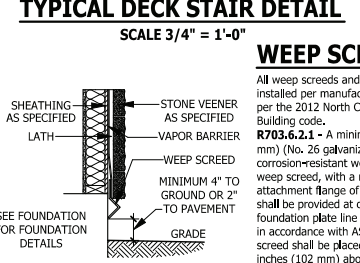 TYPICAL DECK STAIR DETAIL
SCALE 3/4" = 1'-0"
SHEATHING
AS SPECIFIED
LATH
STONE VENEER
AS SPECIFIED
VAPOR BARRIER
WEEP SCREED
MINIMUM 4" TO
GROUND OR 2"
TO PAVEMENT
SEE FOUNDATION
FOR FOUNDATION
DETAILS
GRADE
WEEP
All weep screeds and
installed per manufac
per the 2012 North C
Building code.
R703.6.2.1 - A mini
mm) (No. 26 galvaniz
corrosion-resistant we
weep screed, with a
attachment flange of
shall be provided at o
foundation plate line
in accordance with AS
screed shall be placed
inches (102 mm) abo